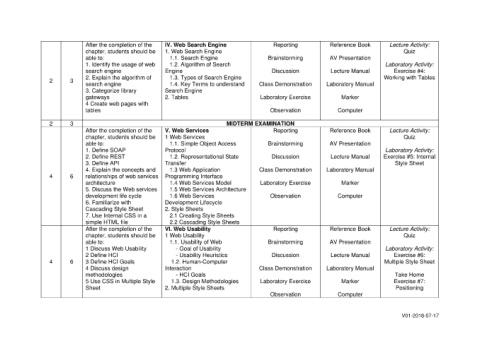 2
3
After the completion of the
chapter, students should be
able to:
1. Identify the usage of web
search engine
2. Explain the algorithm of
search engine
3. Categorize library
gateways
4 Create web pages with
tables
IV. Web Search Engine
1. Web Search Engine
1.1. Search Engine
1.2. Algorithm of Search
Engine
1.3. Types of Search Engine
1.4. Key Terms to understand
Search Engine
2. Tables
Reporting
Brainstorming
Discussion
Class Demonstration
Laboratory Exercise
Observation
Reference Book
AV Presentation
Lecture Manual
Laboratory Manual
Marker
Computer
Lecture Activity:
Quiz
Laboratory Activity:
Exercise #4:
Working with Tables
2
3
MIDTERM EXAMINATION
4
6
After the completion of the
chapter, students should be
able to:
1. Define SOAP
2. Define REST
3. Define API
4. Explain the concepts and
relationships of web services
architecture
5. Discuss the Web services
development life cycle
6. Familiarize with
Cascading Style Sheet
7. Use Internal CSS in a
simple HTML file
V. Web Services
1 Web Services
1.1. Simple Object Access
Protocol
1.2. Representational State
Transfer
1.3 Web Application
Programming Interface
1.4 Web Services Model
1.5 Web Services Architecture
1.6 Web Services
Development Lifecycle
2. Style Sheets
2.1 Creating Style Sheets
2.2 Cascading Style Sheets
Reporting
Brainstorming
Discussion
Class Demonstration
Laboratory Exercise
Observation
Reference Book
AV Presentation
Lecture Manual
Laboratory Manual
Marker
Computer
Lecture Activity:
Quiz
Laboratory Activity:
Exercise #5: Internal
Style Sheet
4
6
After the completion of the
chapter, students should be
able to:
1 Discuss Web Usability
2 Define HCI
3 Define HCI Goals
4 Discuss design
methodologies
5 Use CSS in Multiple Style
Sheet
VI. Web Usability
1 Web Usability
1.1. Usability of Web
- Goal of Usability
- Usability Heuristics
1.2. Human-Computer
Interaction
- HCI Goals
1.3. Design Methodologies
2. Multiple Style Sheets
Reporting
Brainstorming
Discussion
Class Demonstration
Laboratory Exercise
Observation
Reference Book
AV Presentation
Lecture Manual
Laboratory Manual
Marker
Computer
Lecture Activity:
Quiz
Laboratory Activity:
Exercise #6:
Multiple Style Sheet
Take Home
Exercise #7:
Positioning
V01-2018-07-17